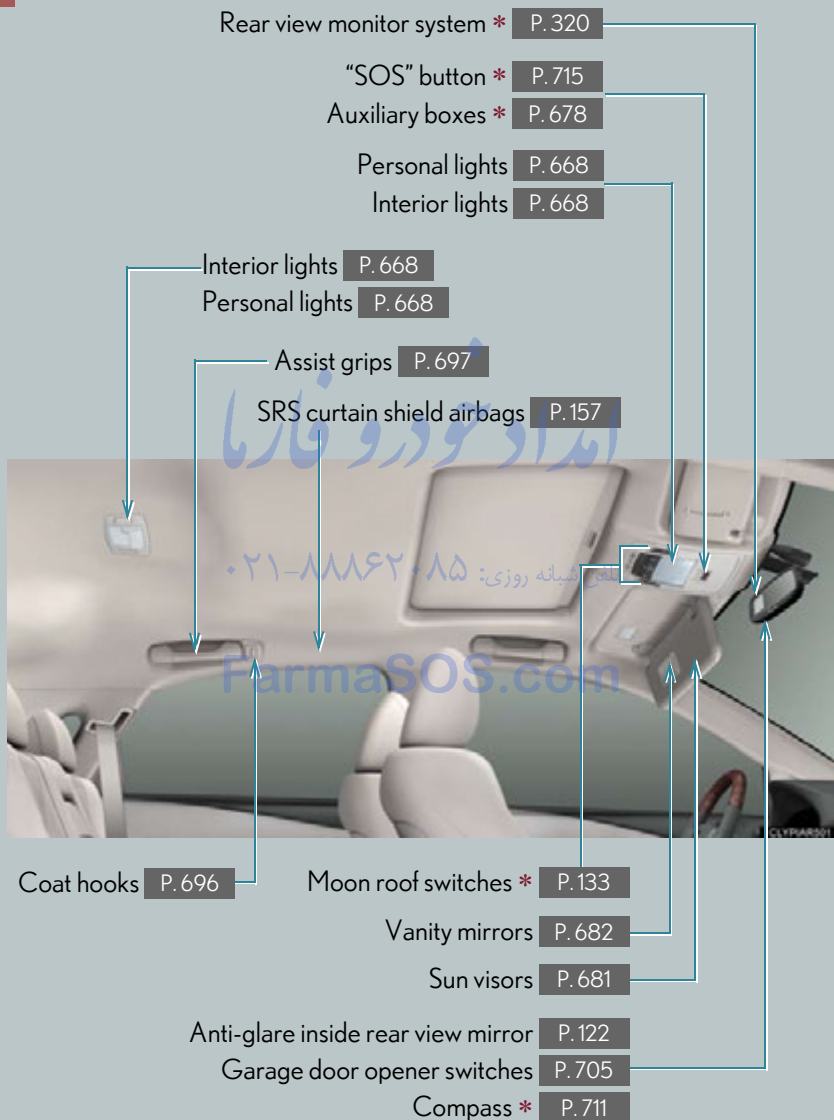 Rear view monitor system * P. 320
“SOS” button * P. 715
Auxiliary boxes * P. 678
Personal lights P. 668
Interior lights P. 668
Interior lights P. 668
Personal lights P. 668
Assist grips P. 697
SRS curtain shield airbags P. 157
امداد خودرو فارما
تلفن شبانه روزی: ۰۲۱-۸۸۸۶۲۰۸۵
FarmaSOS.com
CLYPIAR501
Coat hooks P. 696
Moon roof switches * P. 133
Vanity mirrors P. 682
Sun visors P. 681
Anti-glare inside rear view mirror P. 122
Garage door opener switches P. 705
Compass * P. 711